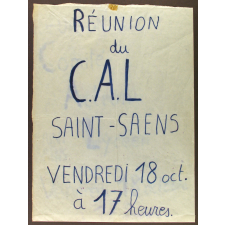 RÉUNION
du
C.A.L
SAINT-SAENS
VENDREDI 18 oct.
à 17 heures.